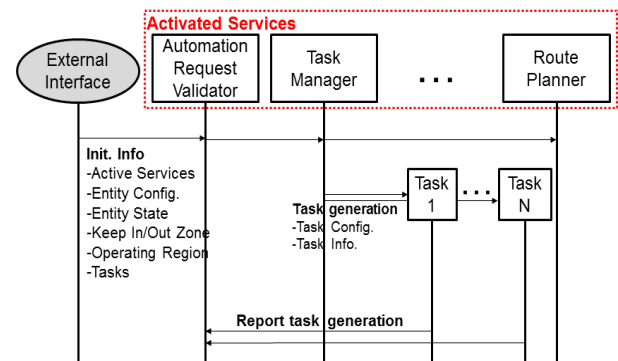 Activated Services
External
Interface
Automation
Request
Validator
Task
Manager
...
Route
Planner
Init. Info
-Active Services
-Entity Config.
-Entity State
-Keep In/Out Zone
-Operating Region
-Tasks
Task generation
-Task Config.
-Task Info.
Task
1
...
Task
N
Report task generation